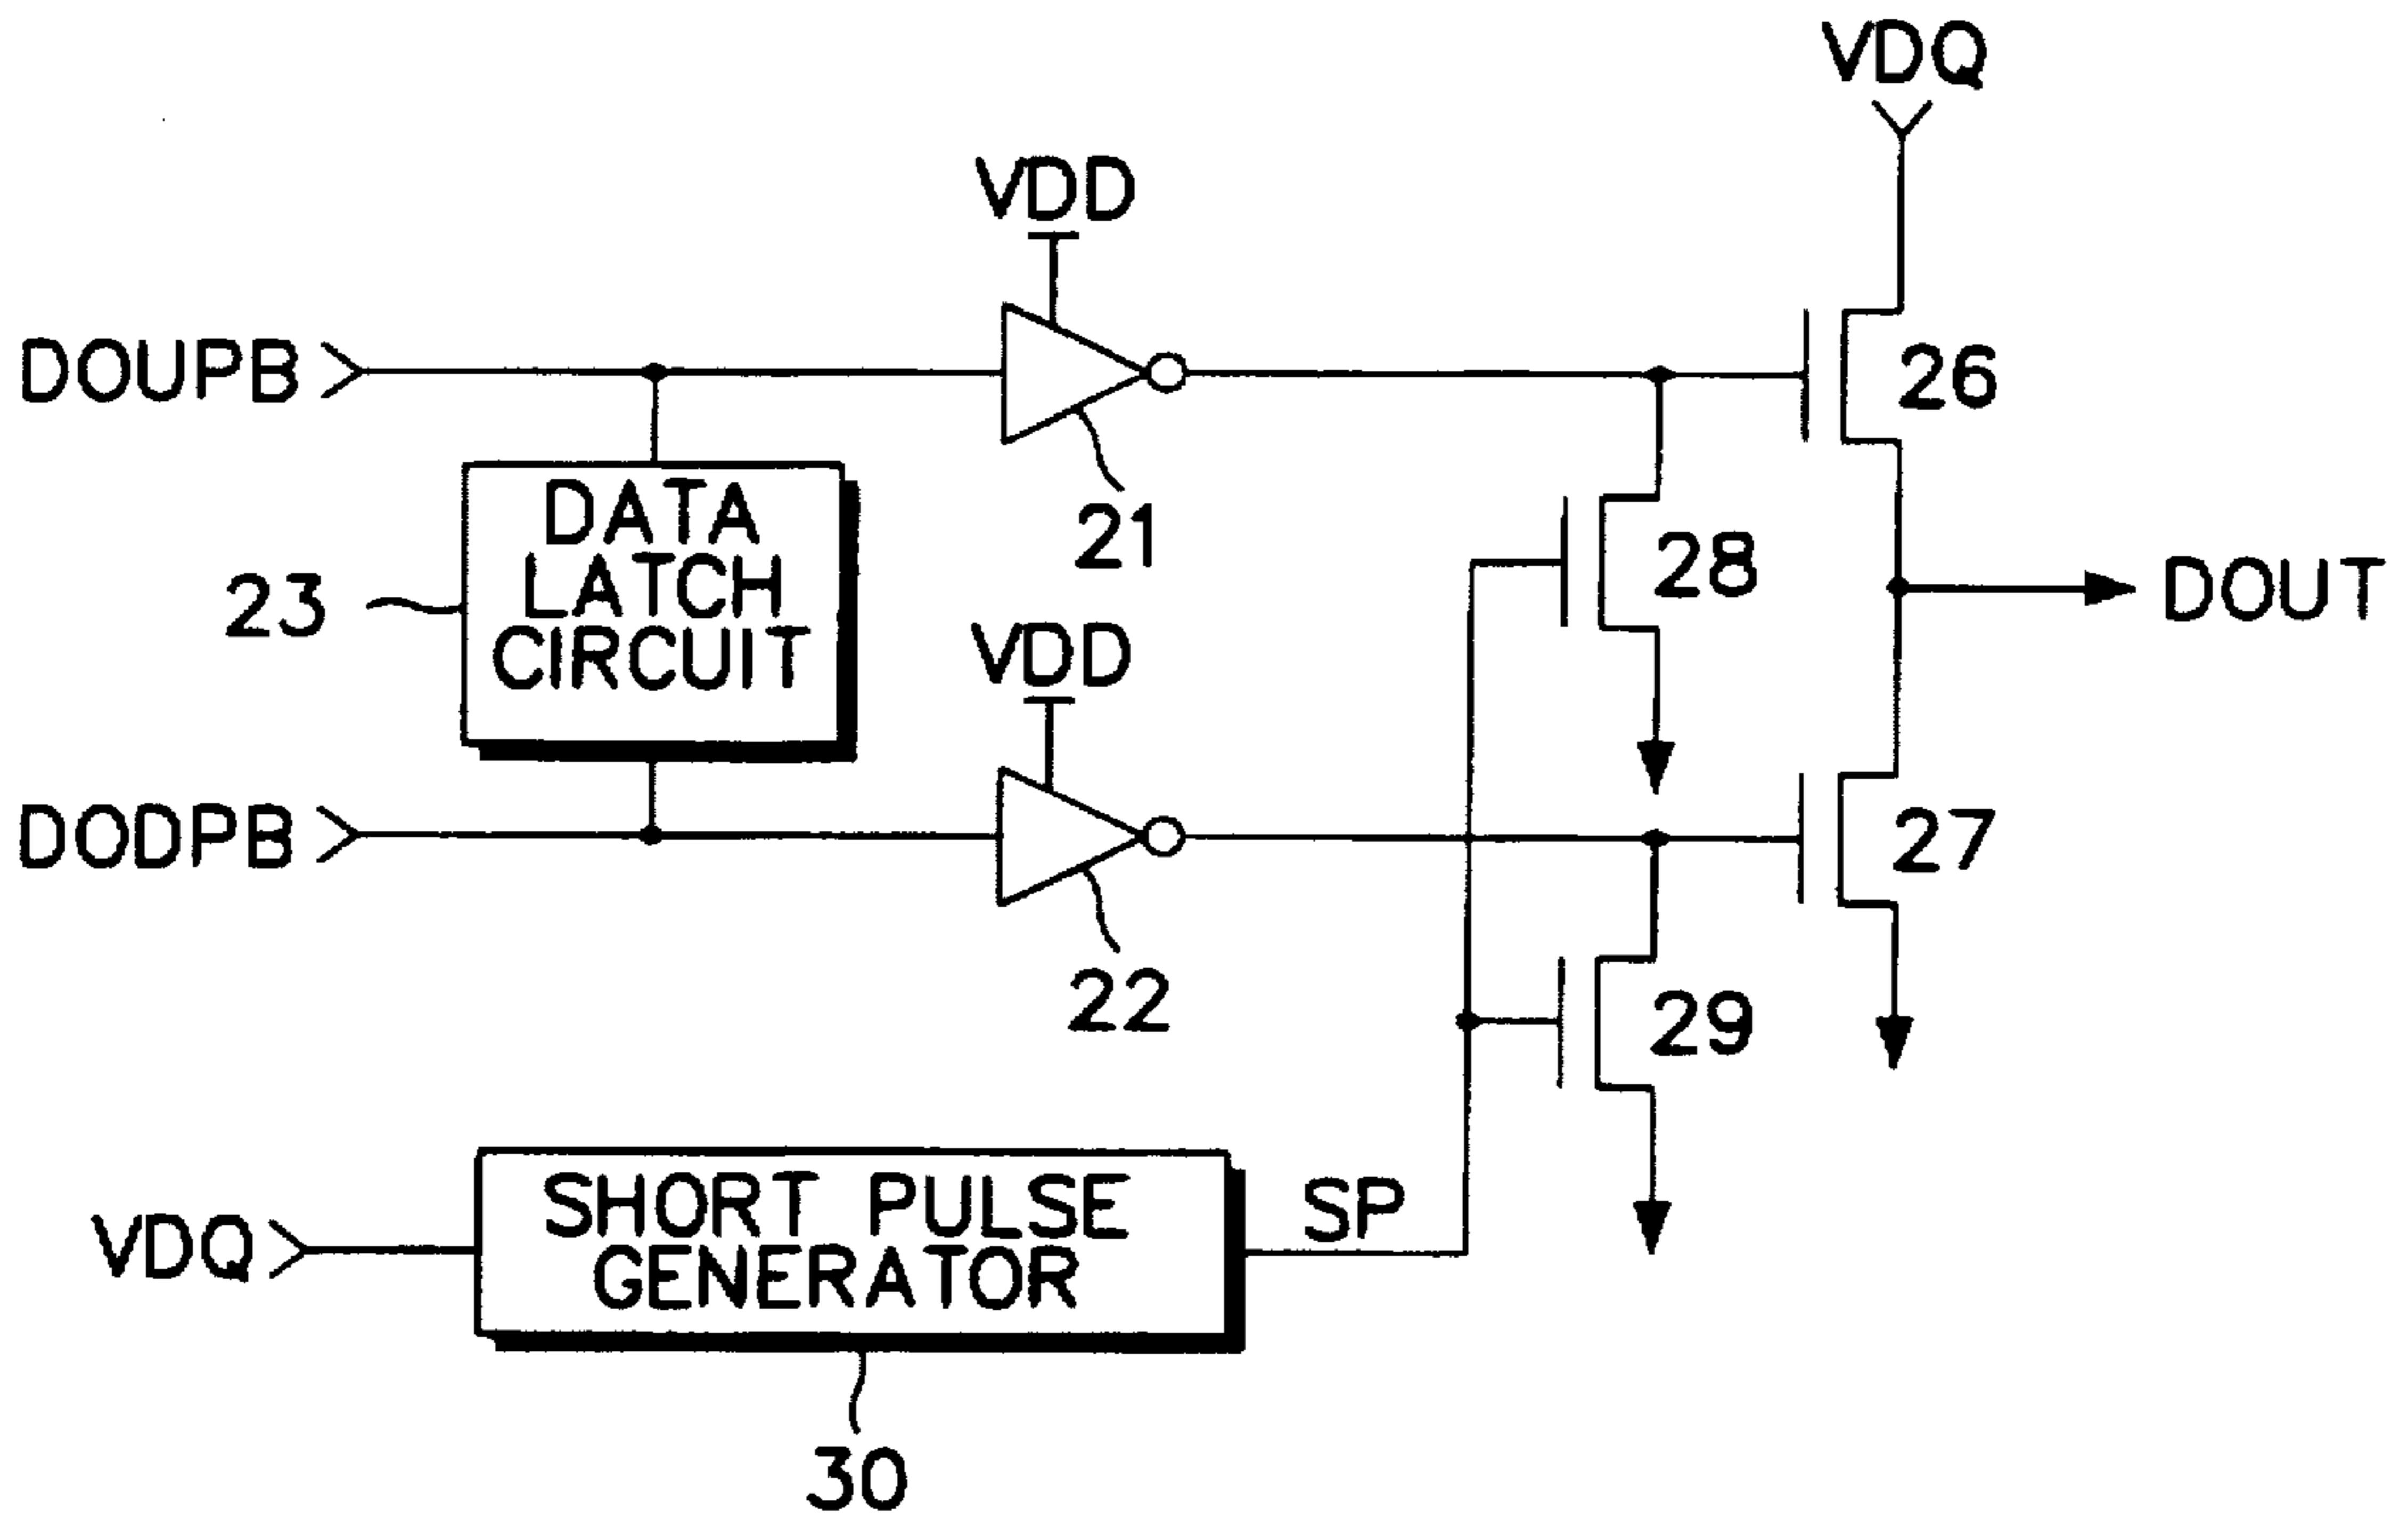 VDQ
VDD
DOUPB
26
21
DATA
LATCH
CIRCUIT
28
DOUT
23
VDD
DODPB
27
22
29
SHORT PULSE
GENERATOR
SP
VDQ
30